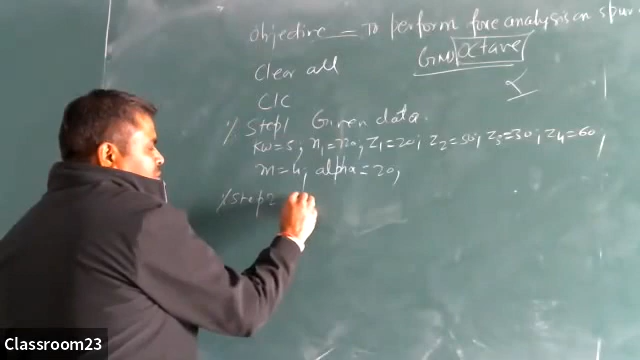 Objective = To perform force analysis on spur
GNU Octave
Clear all
α
Clc
% Step1 Given data.
KW=5; n1=720; Z1=20; Z2=50; Z3=30; Z4=60;
m=4; alpha=20;
% Step2
Classroom23